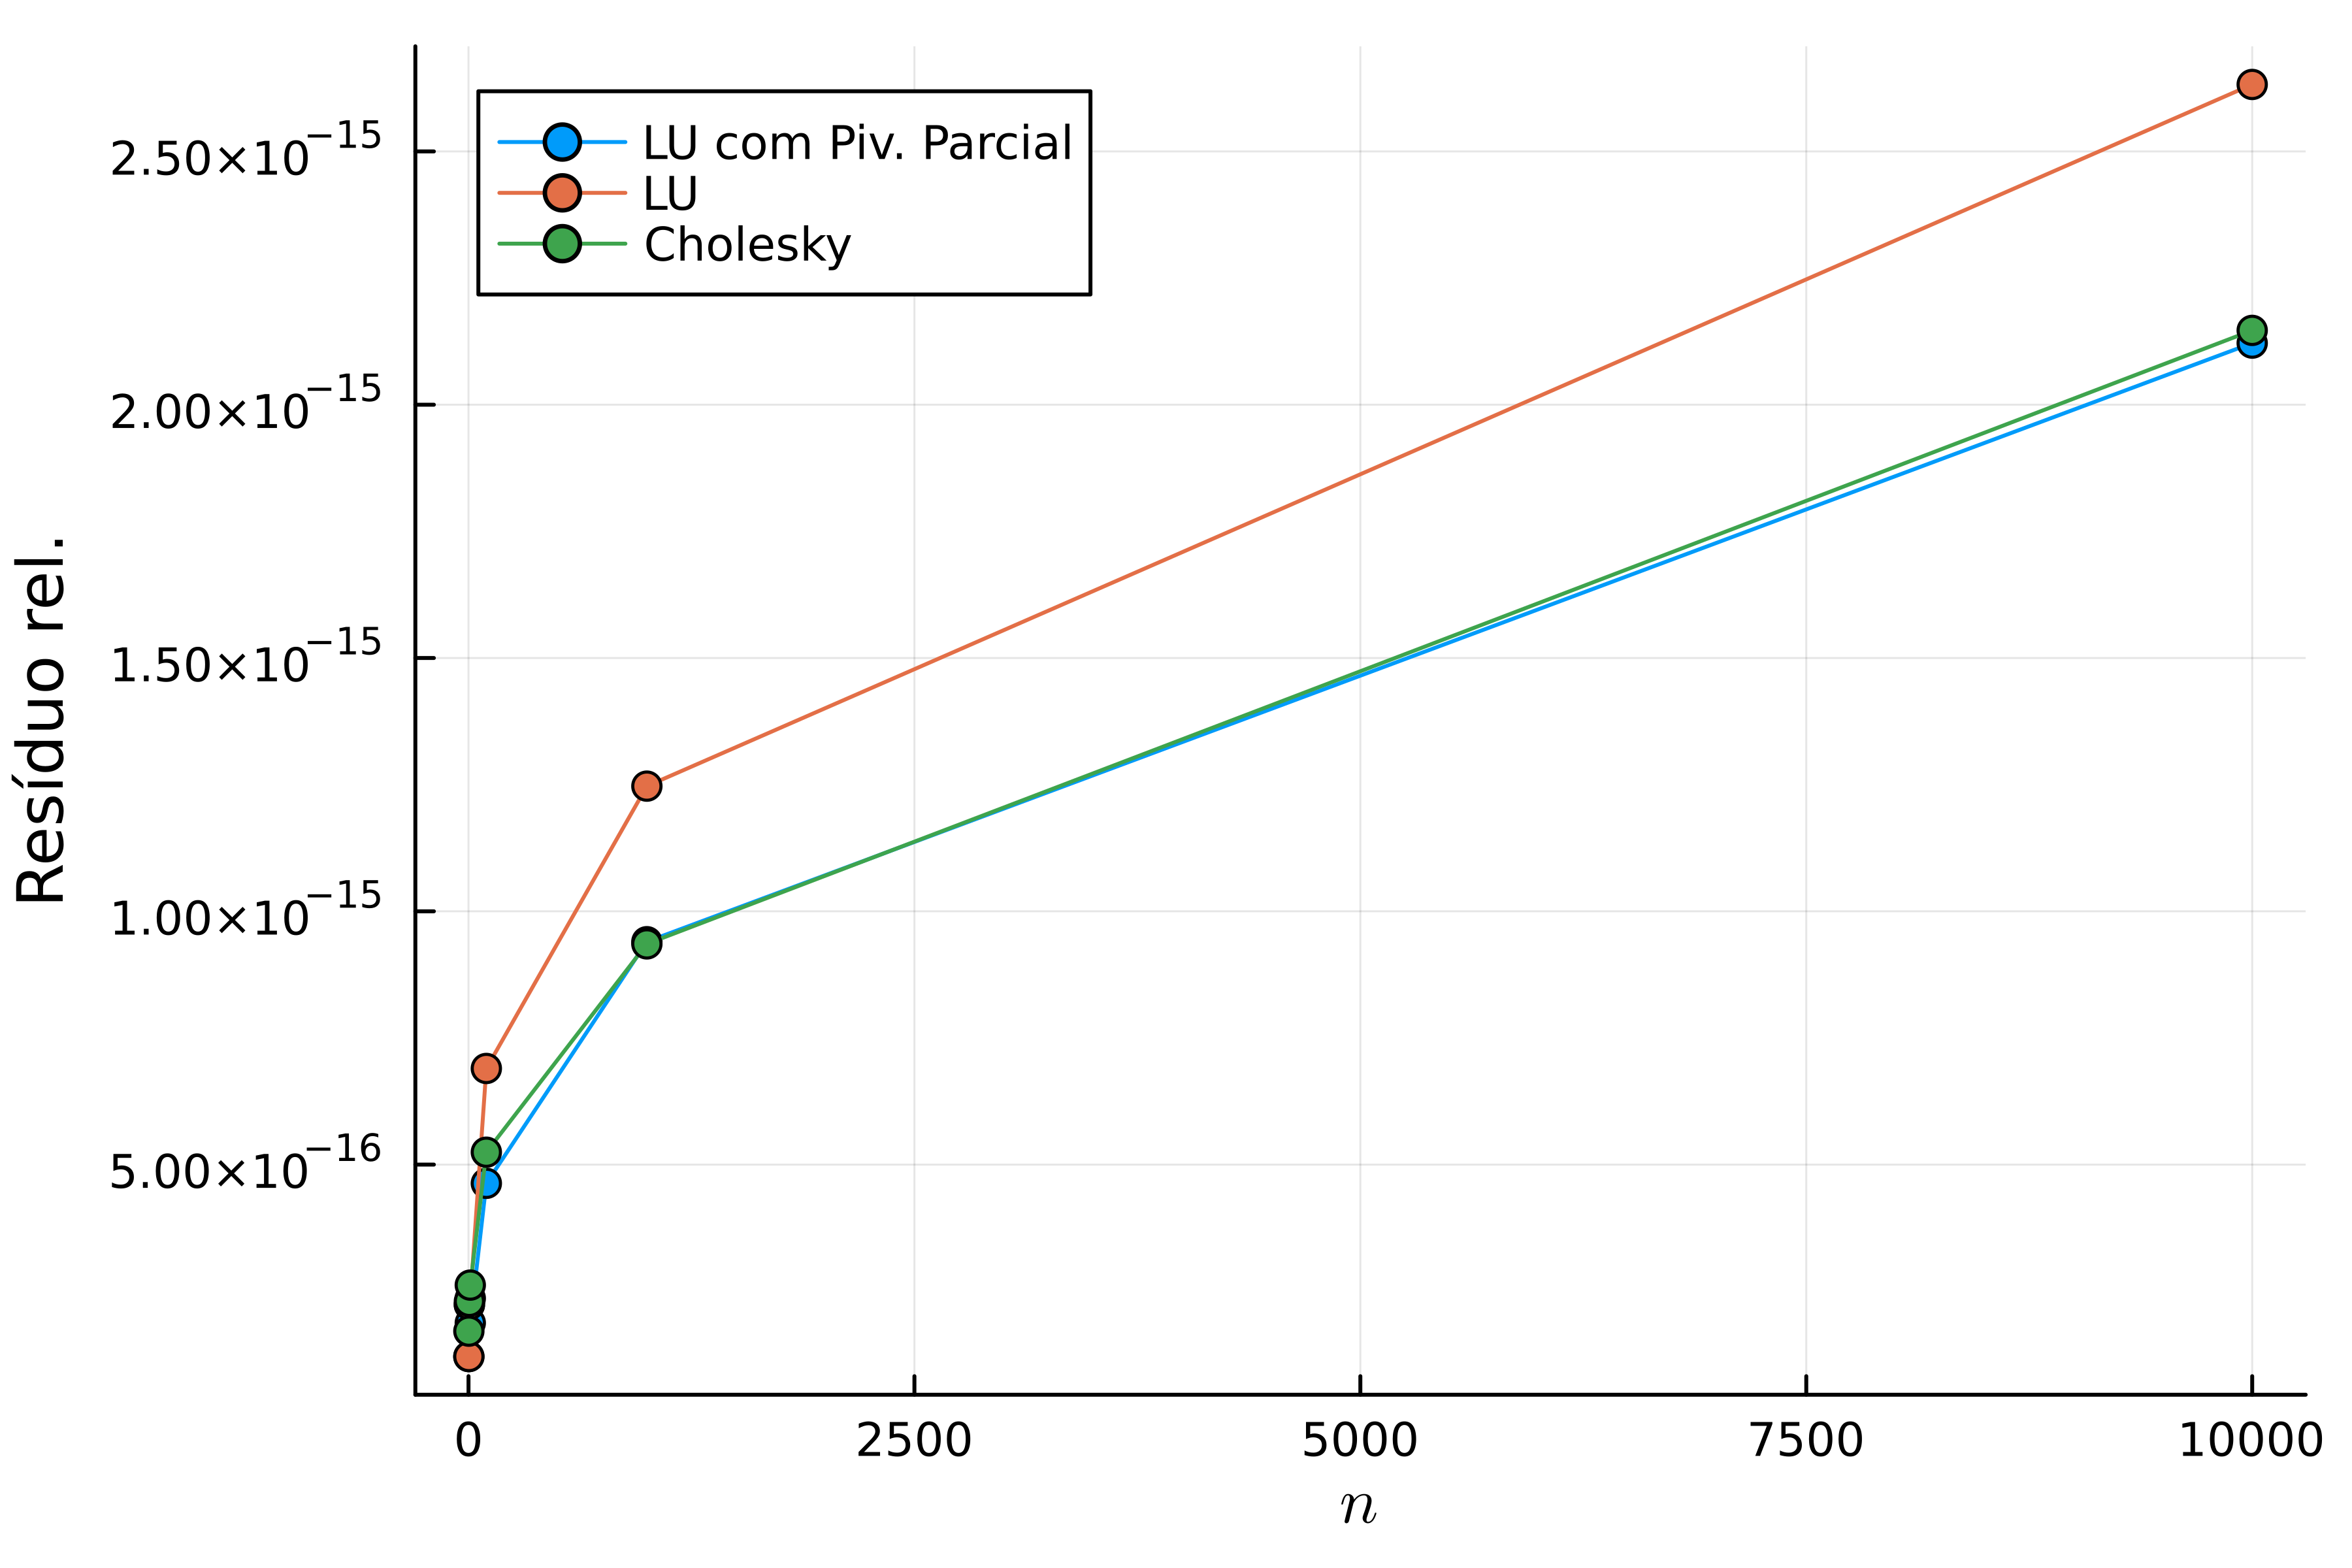 LU com Piv. Parcial
LU
Cholesky
2.50×10⁻¹⁵
2.00×10⁻¹⁵
1.50×10⁻¹⁵
1.00×10⁻¹⁵
5.00×10⁻¹⁶
Resíduo rel.
0 2500 5000 7500 10000
n